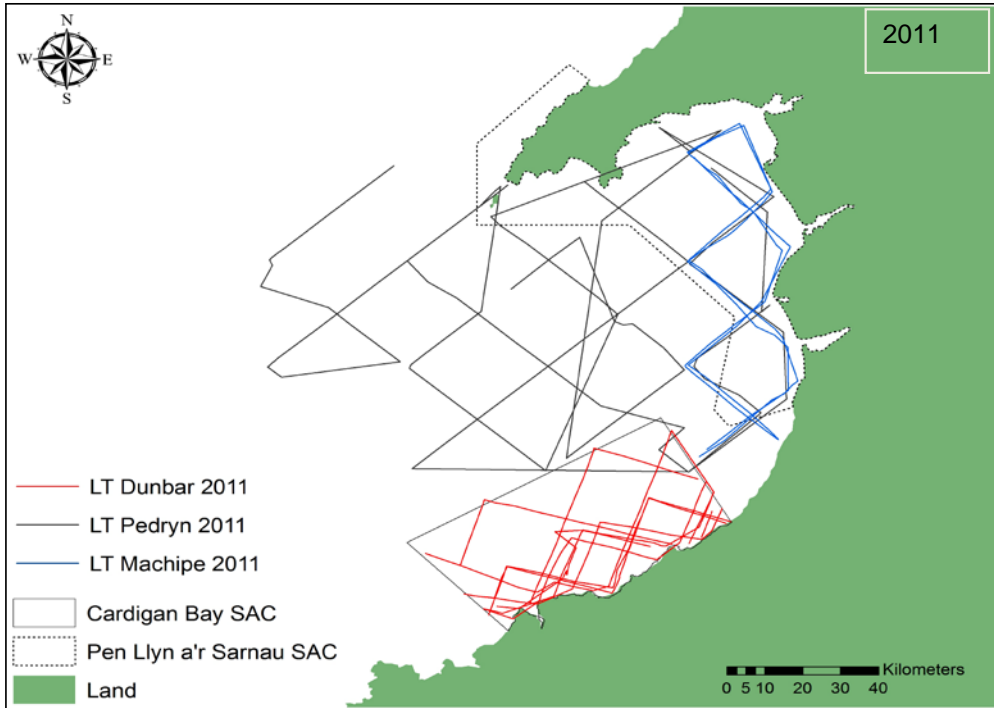 2011
N
W E
S
LT Dunbar 2011
LT Pedryn 2011
LT Machipe 2011
Cardigan Bay SAC
Pen Llyn a'r Sarnau SAC
Land
Kilometers
0 5 10 20 30 40